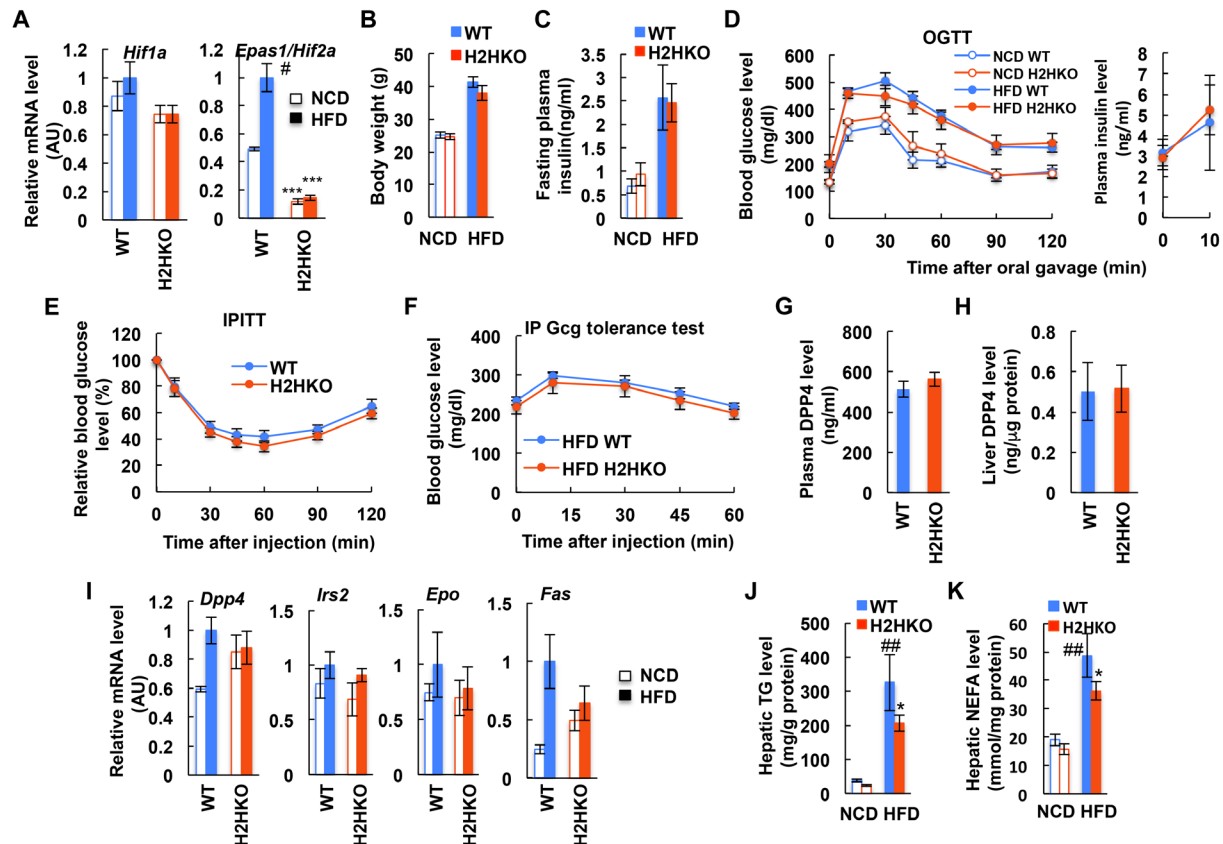 A
Relative mRNA level
(AU)
1.2
1
0.8
0.6
0.4
0.2
0
Hif1a
WT
H2HKO
1.2
1
0.8
0.6
0.4
0.2
0
Epas1/Hif2a
#
***
***
NCD
HFD
WT
H2HKO
B
WT
H2HKO
Body weight (g)
50
40
30
20
10
0
NCD HFD
C
WT
H2HKO
Fasting plasma
insulin(ng/ml)
3.5
3
2.5
2
1.5
1
0.5
0
NCD HFD
D
OGTT
Blood glucose level
(mg/dl)
600
500
400
300
200
100
0
NCD WT
NCD H2HKO
HFD WT
HFD H2HKO
0 30 60 90 120
Plasma insulin level
(ng/ml)
9
8
7
6
5
4
3
2
1
0
0 10
Time after oral gavage (min)
E
IPITT
Relative blood glucose
level (%)
120
100
80
60
40
20
0
WT
H2HKO
0 30 60 90 120
Time after injection (min)
F
IP Gcg tolerance test
Blood glucose level
(mg/dl)
400
300
200
100
0
HFD WT
HFD H2HKO
0 15 30 45 60
Time after injection (min)
G
Plasma DPP4 level
(ng/ml)
800
600
400
200
0
WT
H2HKO
H
Liver DPP4 level
(ng/μg protein)
0.8
0.6
0.4
0.2
0
WT
H2HKO
I
Relative mRNA level
(AU)
1.2
1
0.8
0.6
0.4
0.2
0
Dpp4
WT
H2HKO
1.5
1
0.5
0
Irs2
WT
H2HKO
1.5
1
0.5
0
Epo
WT
H2HKO
1.5
1
0.5
0
Fas
NCD
HFD
WT
H2HKO
J
WT
H2HKO
Hepatic TG level
(mg/g protein)
500
400
300
200
100
0
##
*
NCD HFD
K
WT
H2HKO
Hepatic NEFA level
(mmol/mg protein)
60
50
40
30
20
10
0
##
*
NCD HFD